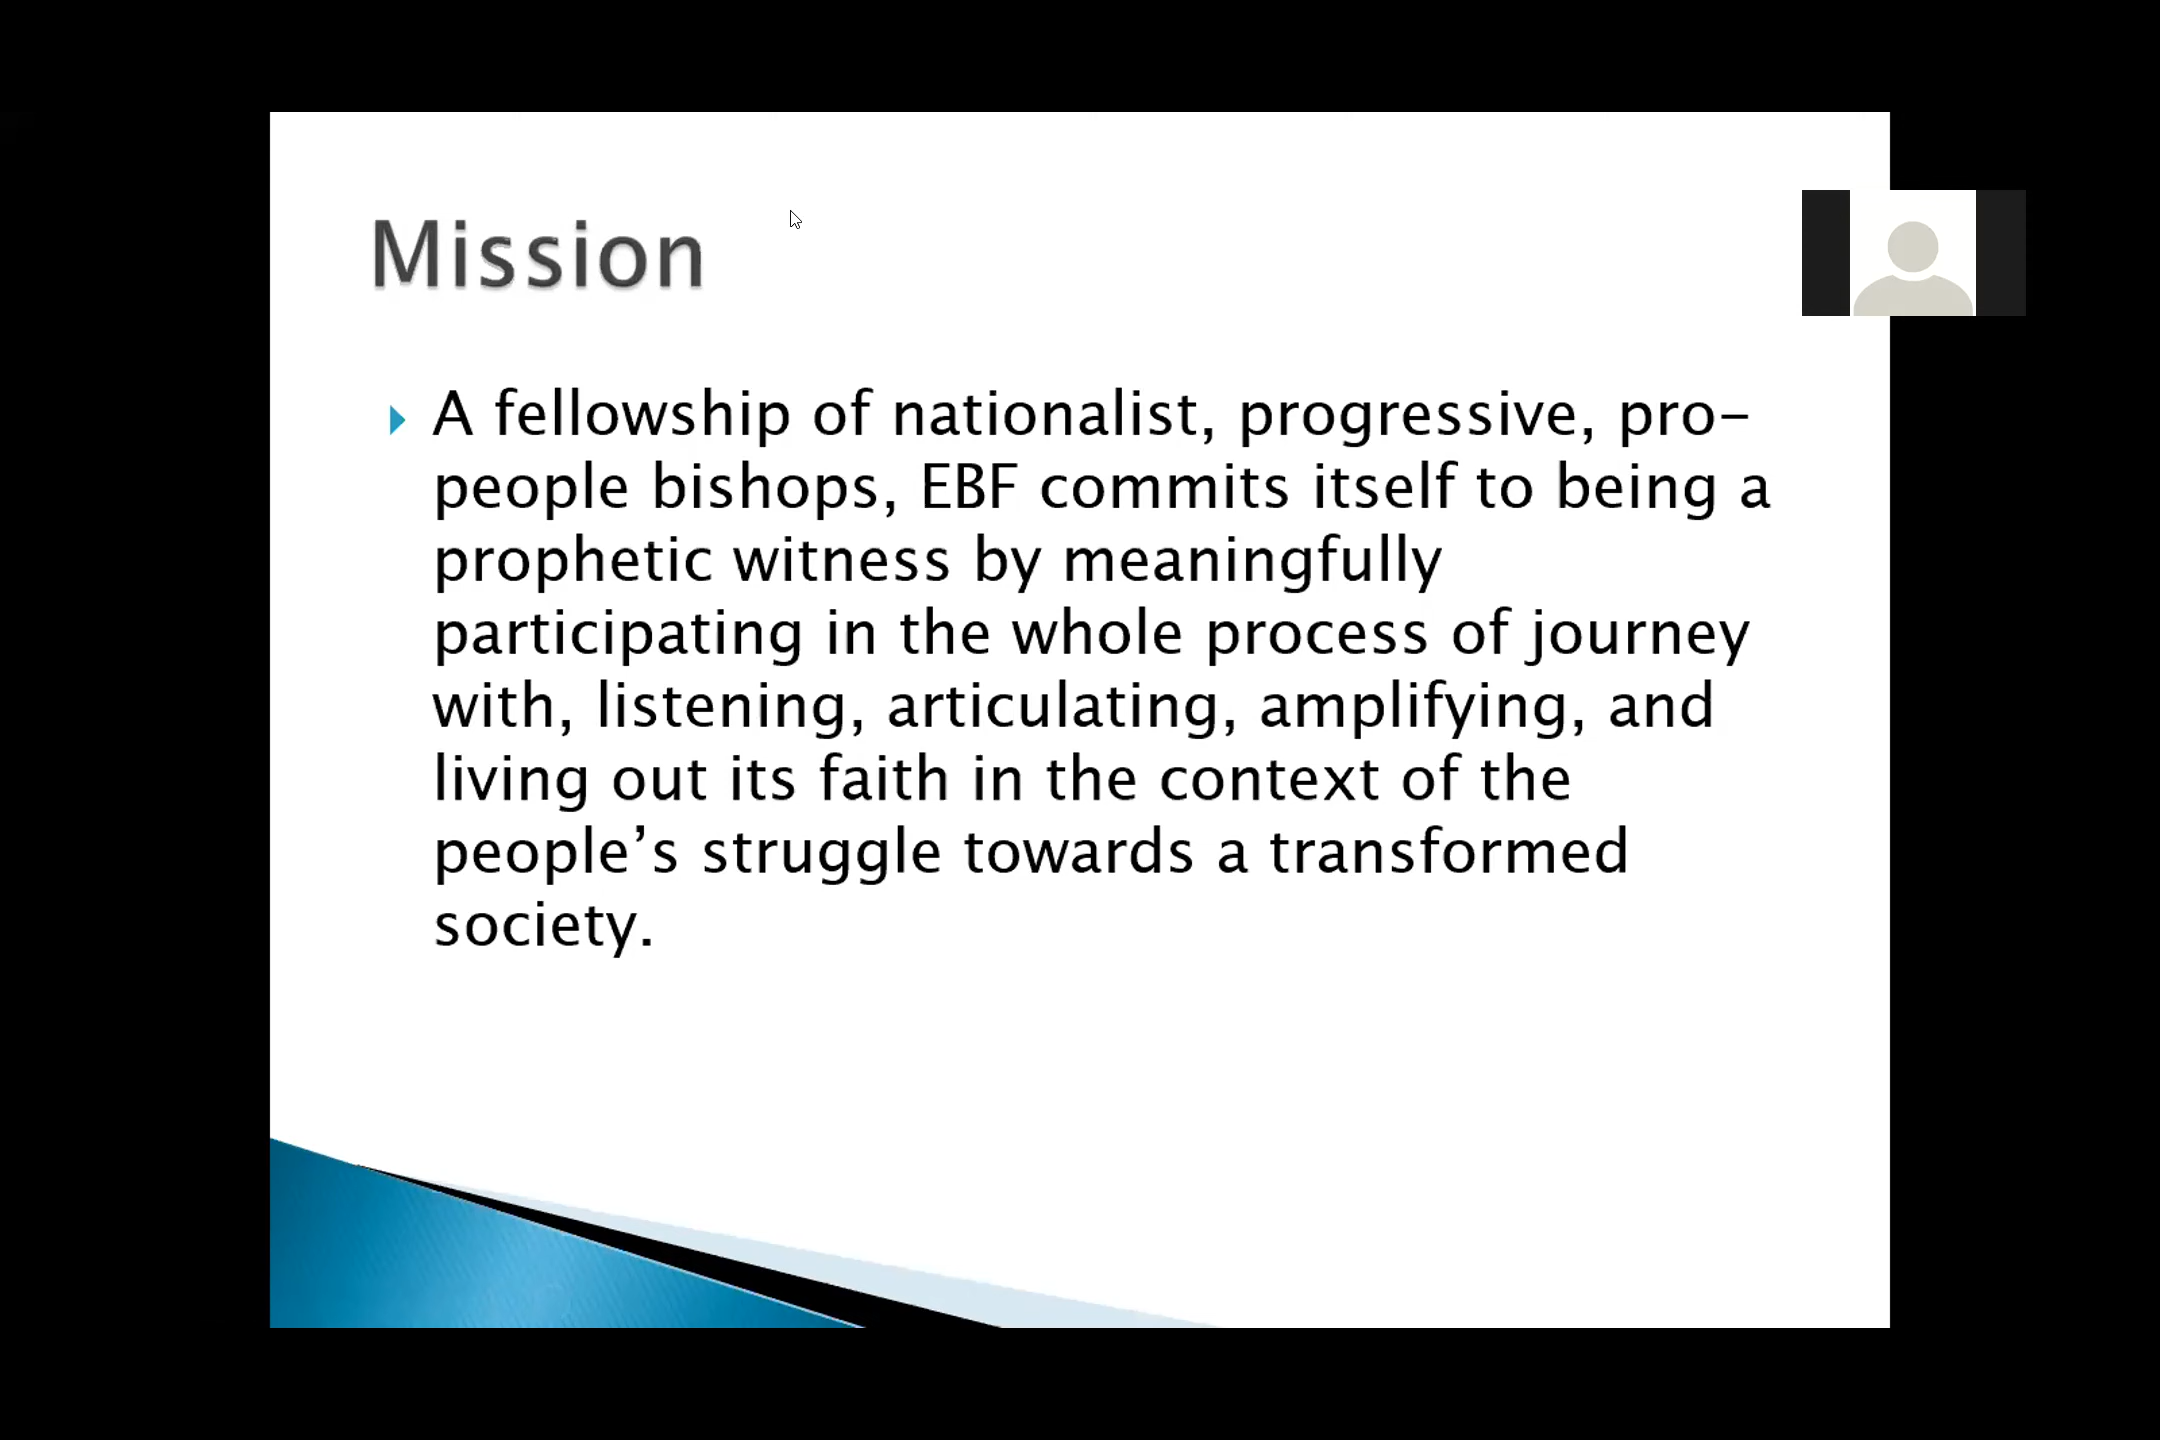 Mission
A fellowship of nationalist, progressive, pro-
people bishops, EBF commits itself to being a
prophetic witness by meaningfully
participating in the whole process of journey
with, listening, articulating, amplifying, and
living out its faith in the context of the
people’s struggle towards a transformed
society.